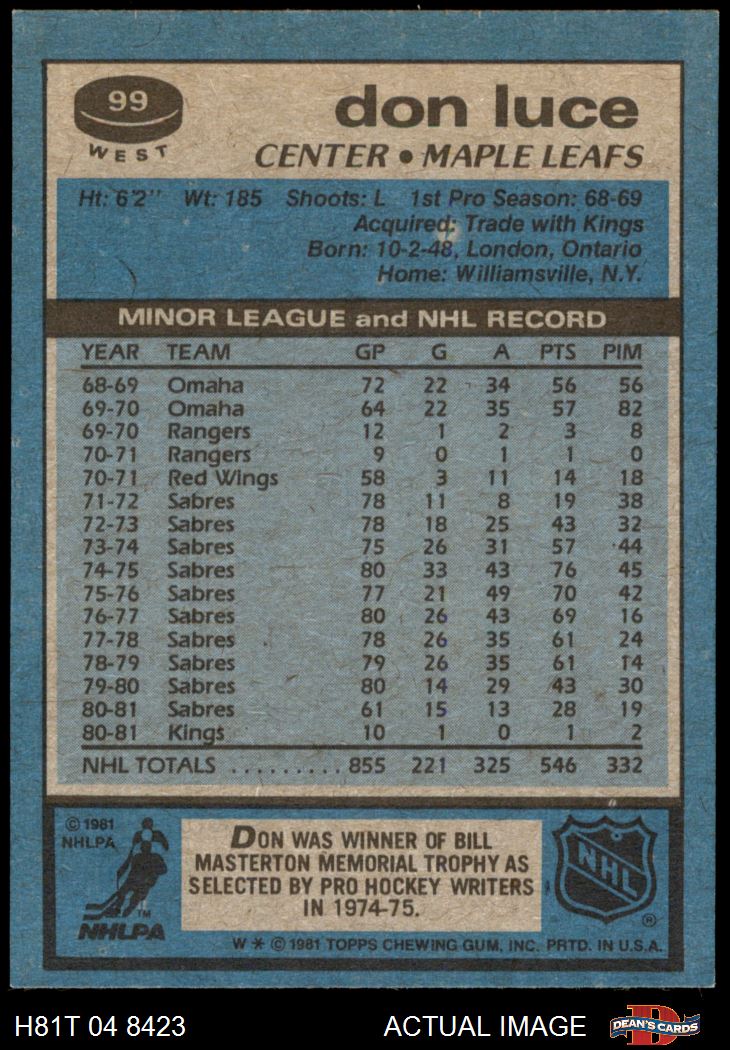 99
WEST
don luce
CENTER • MAPLE LEAFS
Ht: 6'2" Wt: 185 Shoots: L 1st Pro Season: 68-69
Acquired: Trade with Kings
Born: 10-2-48, London, Ontario
Home: Williamsville, N.Y.
MINOR LEAGUE and NHL RECORD
YEAR TEAM GP G A PTS PIM
68-69 Omaha 72 22 34 56 56
69-70 Omaha 64 22 35 57 82
69-70 Rangers 12 1 2 3 8
70-71 Rangers 9 0 1 1 0
70-71 Red Wings 58 3 11 14 18
71-72 Sabres 78 11 8 19 38
72-73 Sabres 78 18 25 43 32
73-74 Sabres 75 26 31 57 44
74-75 Sabres 80 33 43 76 45
75-76 Sabres 77 21 49 70 42
76-77 Sabres 80 26 43 69 16
77-78 Sabres 78 26 35 61 24
78-79 Sabres 79 26 35 61 14
79-80 Sabres 80 14 29 43 30
80-81 Sabres 61 15 13 28 19
80-81 Kings 10 1 0 1 2
NHL TOTALS ......... 855 221 325 546 332
© 1981
NHLPA
TM
NHLPA
DON WAS WINNER OF BILL
MASTERTON MEMORIAL TROPHY AS
SELECTED BY PRO HOCKEY WRITERS
IN 1974-75.
NHL
®
W * © 1981 TOPPS CHEWING GUM, INC. PRTD. IN U.S.A.
H81T 04 8423 ACTUAL IMAGE
D
DEAN'S CARDS